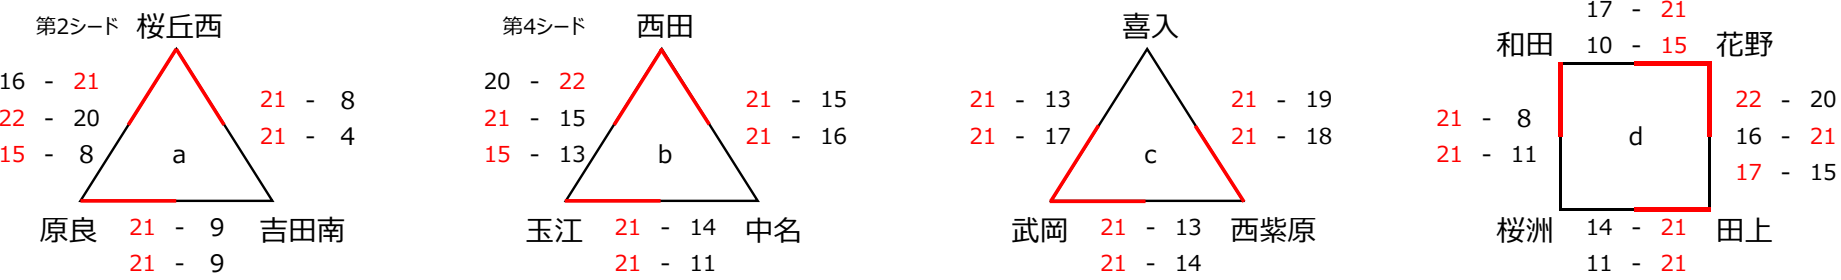 第2シード 桜丘西
16 - 21
22 - 20
15 - 8
21 - 8
21 - 4
a
原良 21 - 9 吉田南
21 - 9
第4シード 西田
20 - 22
21 - 15
15 - 13
21 - 15
21 - 16
b
玉江 21 - 14 中名
21 - 11
喜入
21 - 13
21 - 17
21 - 19
21 - 18
c
武岡 21 - 13 西紫原
21 - 14
17 - 21
和田 10 - 15 花野
21 - 8
21 - 11
22 - 20
16 - 21
17 - 15
d
桜洲 14 - 21 田上
11 - 21